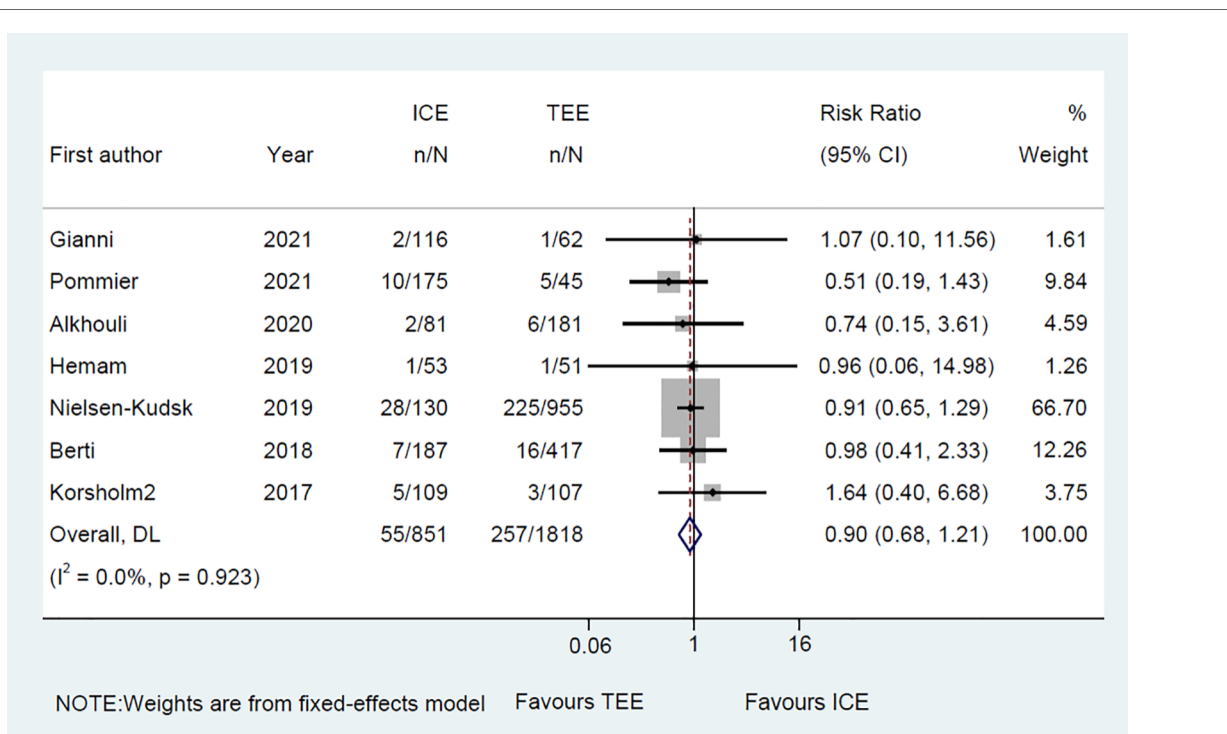 ICE TEE Risk Ratio %
First author Year n/N n/N (95% CI) Weight
Gianni 2021 2/116 1/62 1.07 (0.10, 11.56) 1.61
Pommier 2021 10/175 5/45 0.51 (0.19, 1.43) 9.84
Alkhouli 2020 2/81 6/181 0.74 (0.15, 3.61) 4.59
Hemam 2019 1/53 1/51 0.96 (0.06, 14.98) 1.26
Nielsen-Kudsk 2019 28/130 225/955 0.91 (0.65, 1.29) 66.70
Berti 2018 7/187 16/417 0.98 (0.41, 2.33) 12.26
Korsholm2 2017 5/109 3/107 1.64 (0.40, 6.68) 3.75
Overall, DL 55/851 257/1818 0.90 (0.68, 1.21) 100.00
(I² = 0.0%, p = 0.923)
0.06 1 16
NOTE:Weights are from fixed-effects model Favours TEE Favours ICE